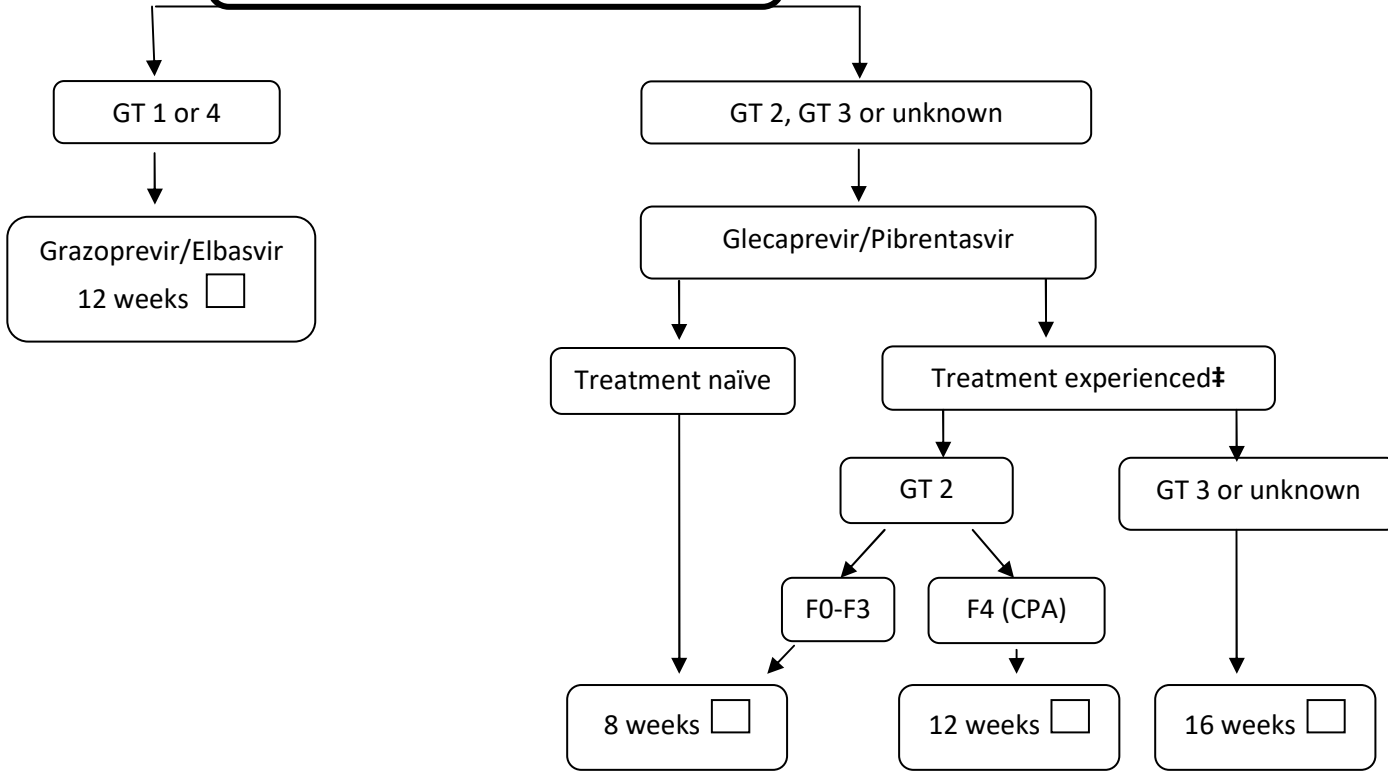 GT 1 or 4
GT 2, GT 3 or unknown
Grazoprevir/Elbasvir
12 weeks
Glecaprevir/Pibrentasvir
Treatment naïve
Treatment experienced‡
GT 2
GT 3 or unknown
F0-F3
F4 (CPA)
8 weeks
12 weeks
16 weeks